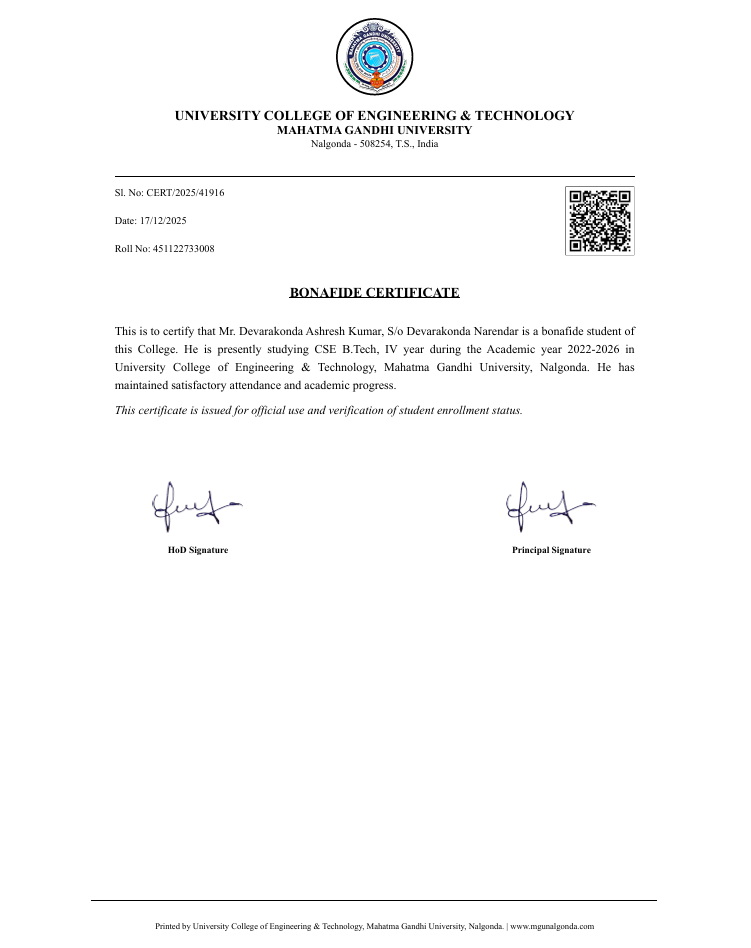 MAHATMA GANDHI UNIVERSITY
UNIVERSITY COLLEGE OF ENGINEERING & TECHNOLOGY
MAHATMA GANDHI UNIVERSITY
Nalgonda - 508254, T.S., India
Sl. No: CERT/2025/41916
Date: 17/12/2025
Roll No: 451122733008
BONAFIDE CERTIFICATE
This is to certify that Mr. Devarakonda Ashresh Kumar, S/o Devarakonda Narendar is a bonafide student of
this College. He is presently studying CSE B.Tech, IV year during the Academic year 2022-2026 in
University College of Engineering & Technology, Mahatma Gandhi University, Nalgonda. He has
maintained satisfactory attendance and academic progress.
This certificate is issued for official use and verification of student enrollment status.
HoD Signature
Principal Signature
Printed by University College of Engineering & Technology, Mahatma Gandhi University, Nalgonda. | www.mgunalgonda.com